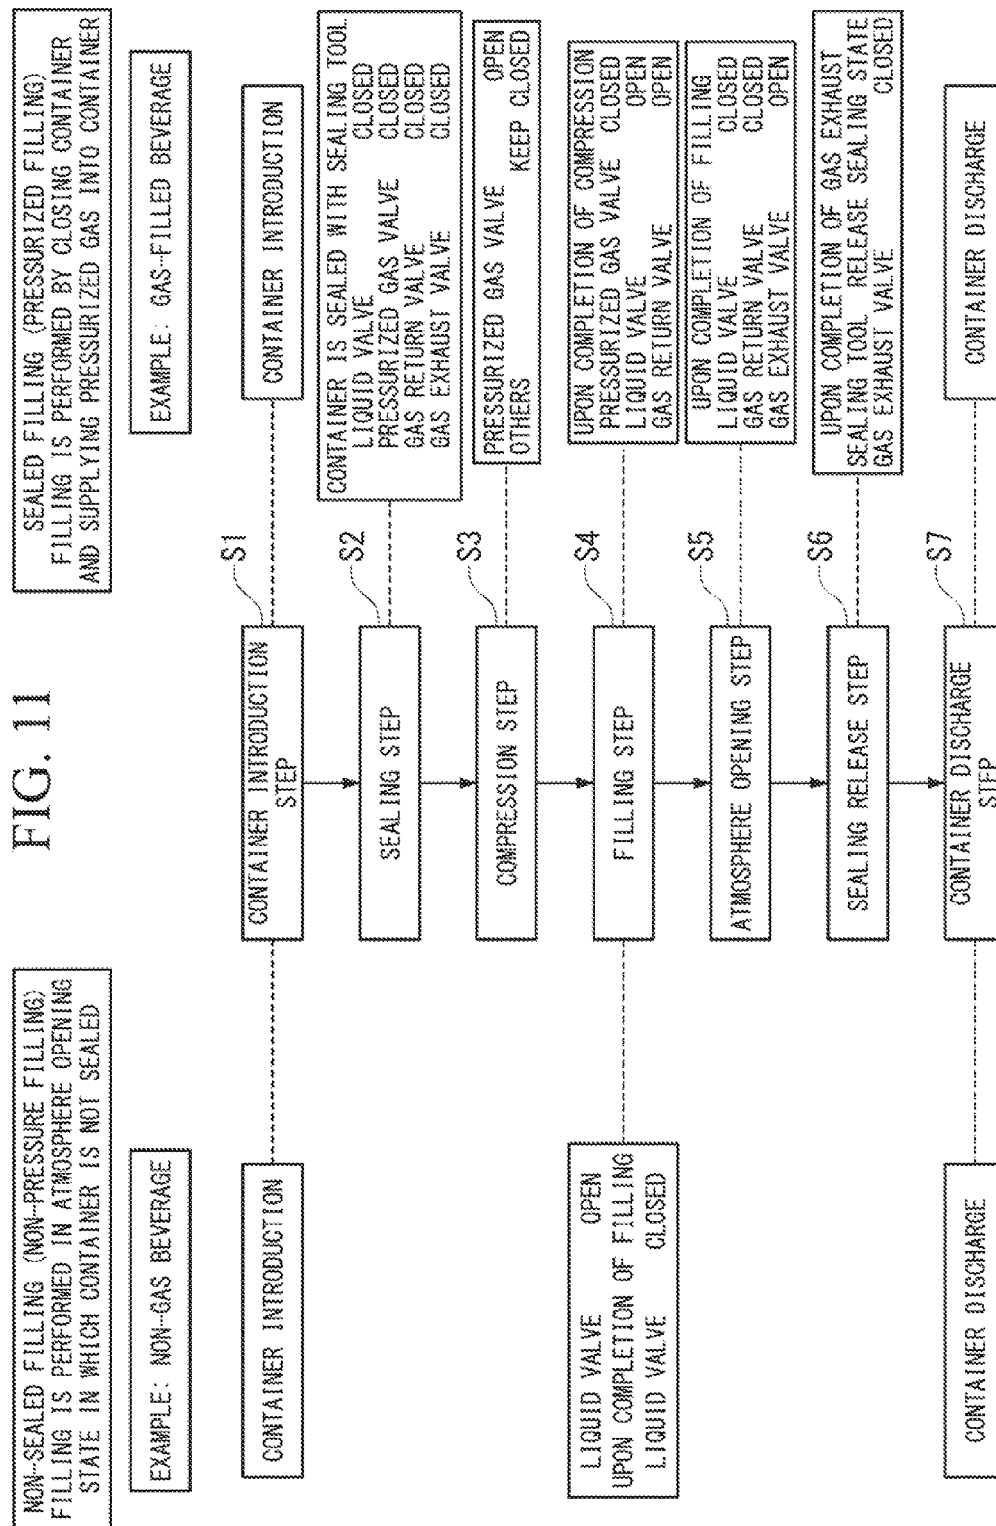 FIG. 11
NON-SEALED FILLING (NON-PRESSURE FILLING)
FILLING IS PERFORMED IN ATMOSPHERE OPENING
STATE IN WHICH CONTAINER IS NOT SEALED
SEALED FILLING (PRESSURIZED FILLING)
FILLING IS PERFORMED BY CLOSING CONTAINER
AND SUPPLYING PRESSURIZED GAS INTO CONTAINER
EXAMPLE: NON-GAS BEVERAGE
EXAMPLE: GAS-FILLED BEVERAGE
CONTAINER INTRODUCTION
CONTAINER INTRODUCTION
STEP
S1
CONTAINER INTRODUCTION
SEALING STEP
S2
CONTAINER IS SEALED WITH SEALING TOOL
LIQUID VALVE CLOSED
PRESSURIZED GAS VALVE CLOSED
GAS RETURN VALVE CLOSED
GAS EXHAUST VALVE CLOSED
COMPRESSION STEP
S3
PRESSURIZED GAS VALVE OPEN
OTHERS KEEP CLOSED
LIQUID VALVE OPEN
UPON COMPLETION OF FILLING
LIQUID VALVE CLOSED
FILLING STEP
S4
UPON COMPLETION OF COMPRESSION
PRESSURIZED GAS VALVE CLOSED
LIQUID VALVE OPEN
GAS RETURN VALVE OPEN
ATMOSPHERE OPENING STEP
S5
UPON COMPLETION OF FILLING
LIQUID VALVE CLOSED
GAS RETURN VALVE CLOSED
GAS EXHAUST VALVE OPEN
SEALING RELEASE STEP
S6
UPON COMPLETION OF GAS EXHAUST
SEALING TOOL RELEASE SEALING STATE
GAS EXHAUST VALVE CLOSED
CONTAINER DISCHARGE
CONTAINER DISCHARGE
STEP
S7
CONTAINER DISCHARGE